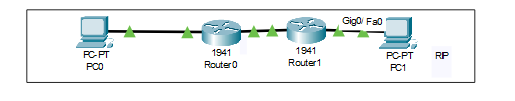 Gig0/ Fa0
PC-PT
PC0
1941
Router0
1941
Router1
PC-PT
PC1
RIP